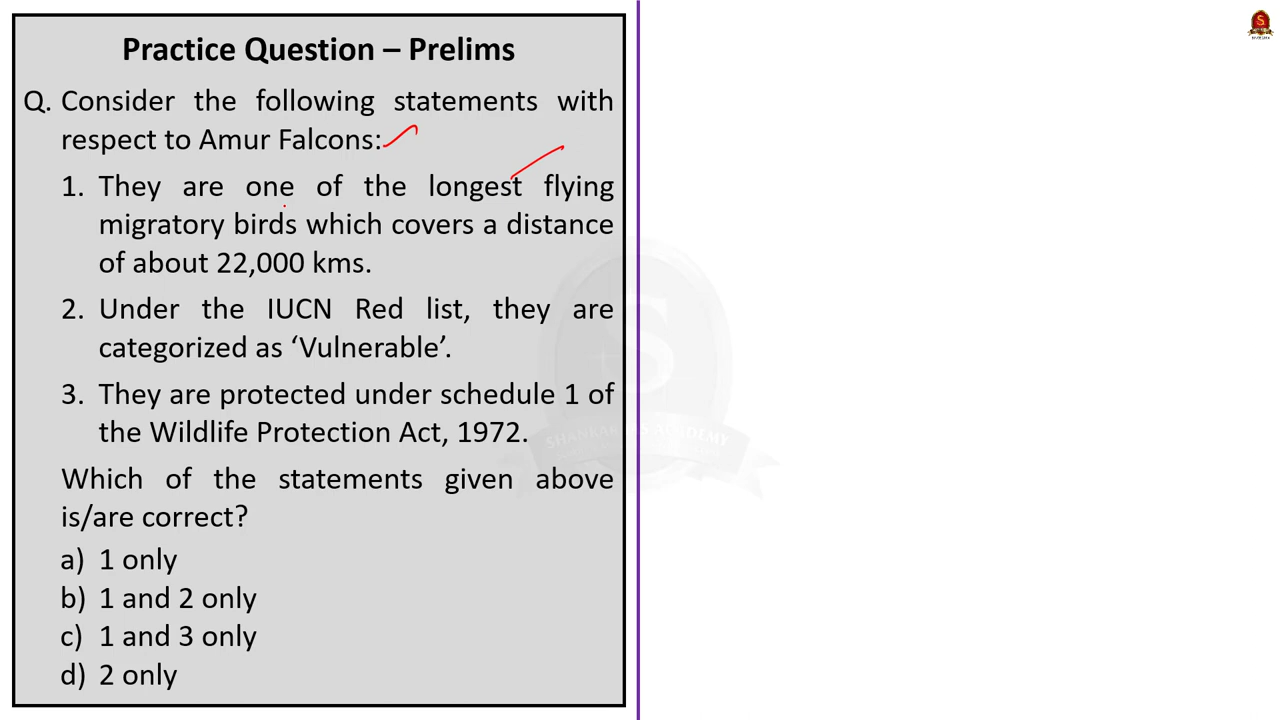 Practice Question – Prelims
Q. Consider the following statements with
respect to Amur Falcons:
1. They are one of the longest flying
migratory birds which covers a distance
of about 22,000 kms.
2. Under the IUCN Red list, they are
categorized as ‘Vulnerable’.
3. They are protected under schedule 1 of
the Wildlife Protection Act, 1972.
Which of the statements given above
is/are correct?
a) 1 only
b) 1 and 2 only
c) 1 and 3 only
d) 2 only